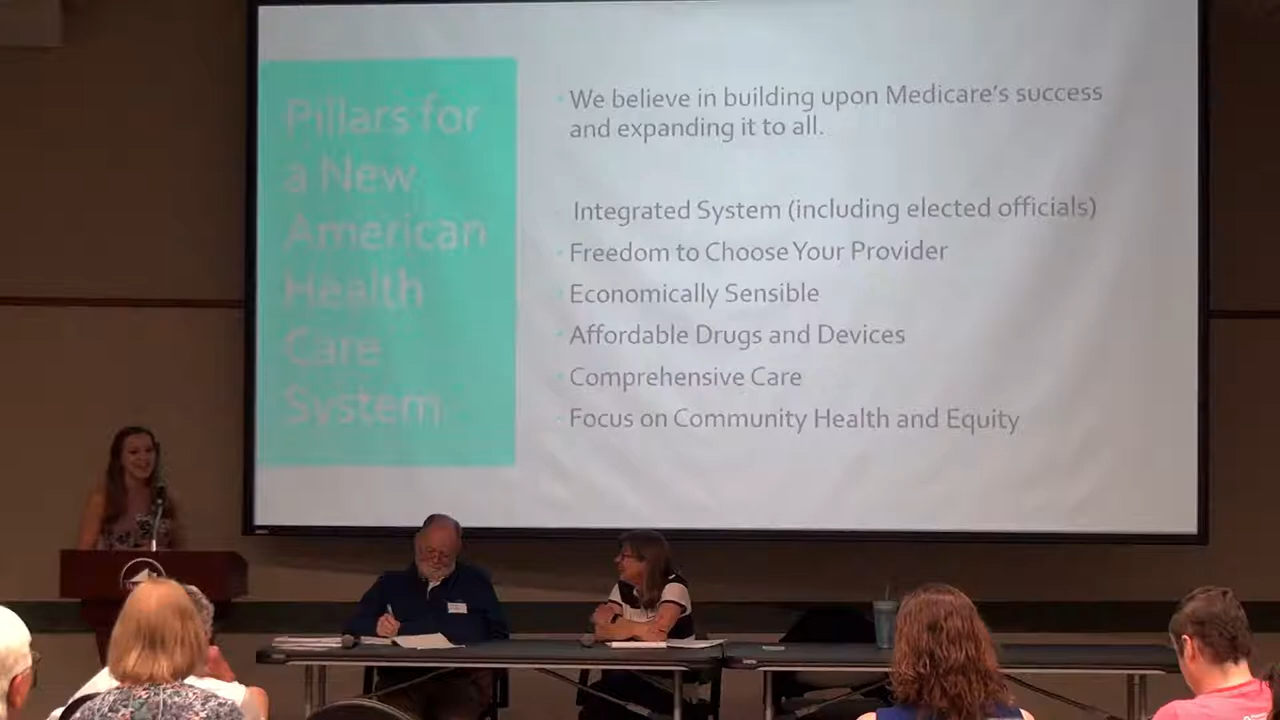 Pillars for
a New
American
Health
Care
System
We believe in building upon Medicare's success
and expanding it to all.
Integrated System (including elected officials)
Freedom to Choose Your Provider
Economically Sensible
Affordable Drugs and Devices
Comprehensive Care
Focus on Community Health and Equity